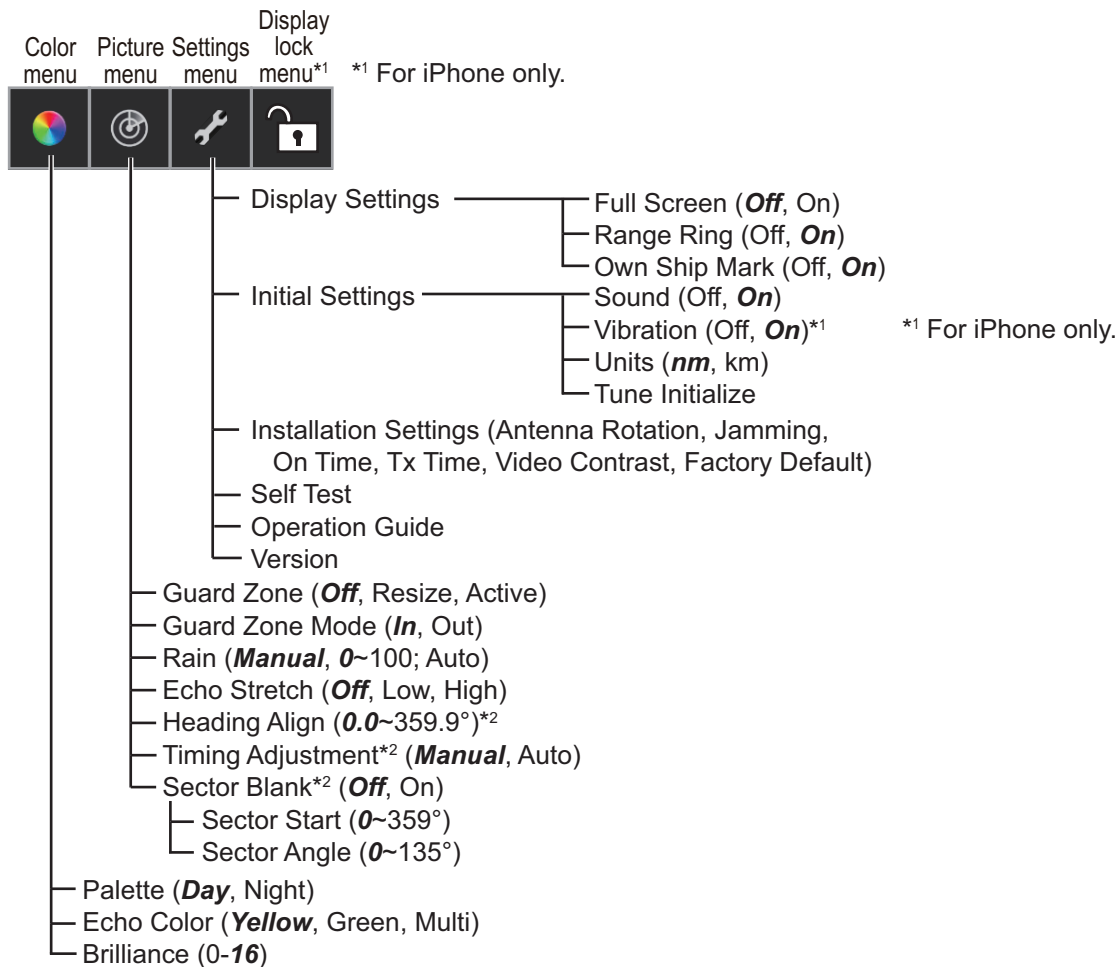 Color menu
Picture menu
Settings menu
Display lock menu*1
*1 For iPhone only.
Display Settings
Full Screen (Off, On)
Range Ring (Off, On)
Own Ship Mark (Off, On)
Initial Settings
Sound (Off, On)
Vibration (Off, On)*1
*1 For iPhone only.
Units (nm, km)
Tune Initialize
Installation Settings (Antenna Rotation, Jamming,
On Time, Tx Time, Video Contrast, Factory Default)
Self Test
Operation Guide
Version
Guard Zone (Off, Resize, Active)
Guard Zone Mode (In, Out)
Rain (Manual, 0~100; Auto)
Echo Stretch (Off, Low, High)
Heading Align (0.0~359.9°)*2
Timing Adjustment*2 (Manual, Auto)
Sector Blank*2 (Off, On)
Sector Start (0~359°)
Sector Angle (0~135°)
Palette (Day, Night)
Echo Color (Yellow, Green, Multi)
Brilliance (0-16)